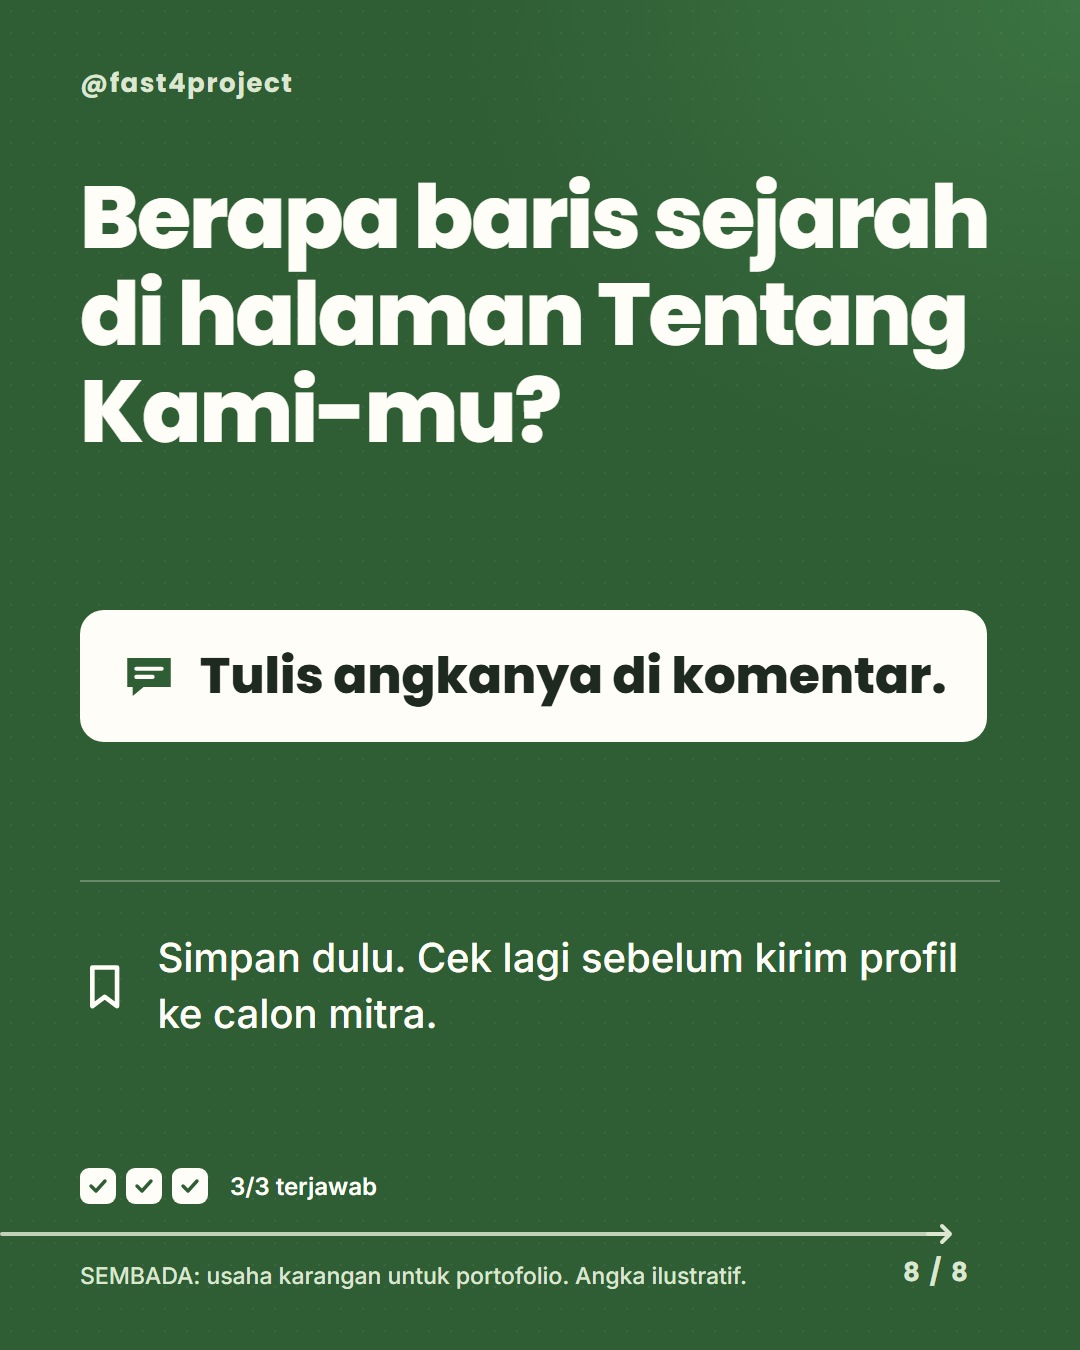 @fast4project
Berapa baris sejarah
di halaman Tentang
Kami-mu?
Tulis angkanya di komentar.
Simpan dulu. Cek lagi sebelum kirim profil
ke calon mitra.
3/3 terjawab
SEMBADA: usaha karangan untuk portofolio. Angka ilustratif.
8 / 8